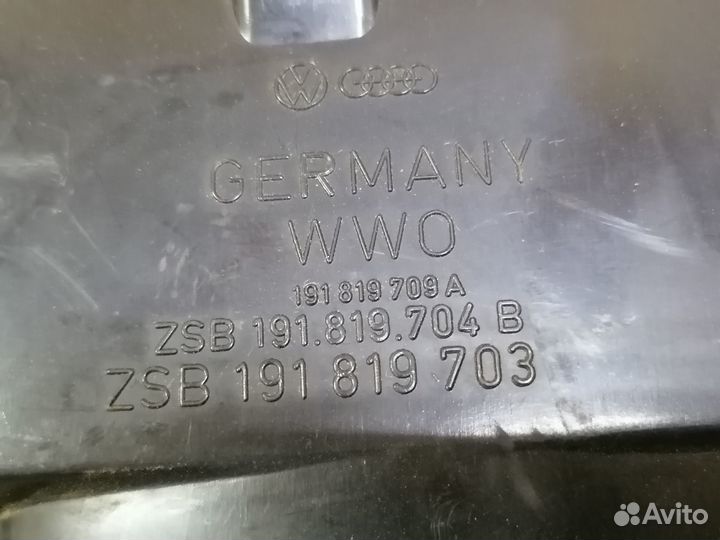 GERMANY
WWO
191 819 709 A
ZSB 191.819.704 B
ZSB 191 819 703
Avito